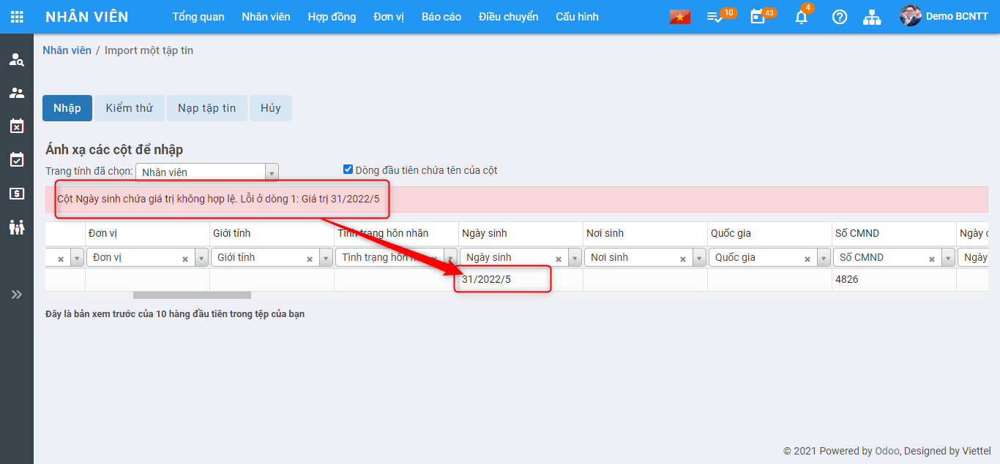 NHÂN VIÊN Tổng quan Nhân viên Hợp đồng Đơn vị Báo cáo Điều chuyển Cấu hình 10 43 4 Demo BCNTT
Nhân viên / Import một tập tin
Nhập Kiểm thử Nạp tập tin Hủy
Ánh xạ các cột để nhập
Trang tính đã chọn: Nhân viên Dòng đầu tiên chứa tên của cột
Cột Ngày sinh chứa giá trị không hợp lệ. Lỗi ở dòng 1: Giá trị 31/2022/5
Đơn vị Giới tính Tình trạng hôn nhân Ngày sinh Nơi sinh Quốc gia Số CMND Ngày
Đơn vị Giới tính Tình trạng hôn Ngày sinh Nơi sinh Quốc gia Số CMND Ngày
31/2022/5 4826
Đây là bản xem trước của 10 hàng đầu tiên trong tệp của bạn
© 2021 Powered by Odoo, Designed by Viettel